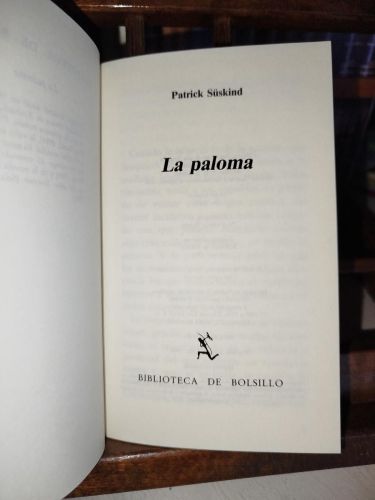 Patrick Süskind
La paloma
BIBLIOTECA DE BOLSILLO